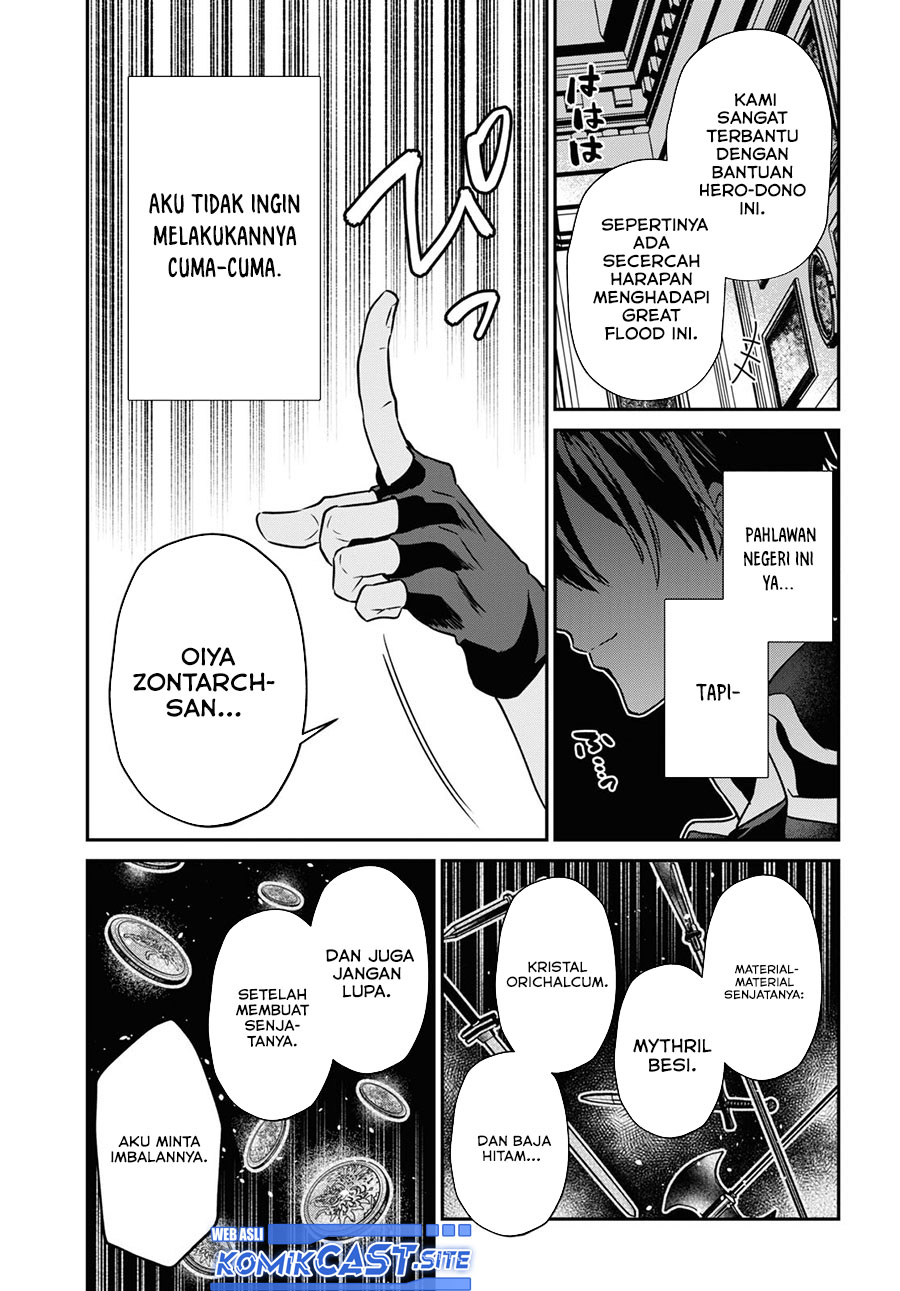 KAMI
SANGAT
TERBANTU
DENGAN
BANTUAN
HERO-DONO
INI.
ははは
SEPERTINYA
ADA
SECERCAH
HARAPAN
MENGHADAPI
GREAT
FLOOD INI.
PAHLAWAN
NEGERI INI
YA...
TAPI-
AKU TIDAK INGIN
MELAKUKANNYA
CUMA-CUMA.
ぴっ
OIYA
ZONTARCH-
SAN...
MATERIAL-
MATERIAL
SENJATANYA:
MYTHRIL
BESI.
KRISTAL
ORICHALCUM.
DAN BAJA
HITAM...
DAN JUGA
JANGAN
LUPA.
SETELAH
MEMBUAT
SENJA-
TANYA.
AKU MINTA
IMBALANNYA.
WEB ASLI
KOMIKCAST.SITE